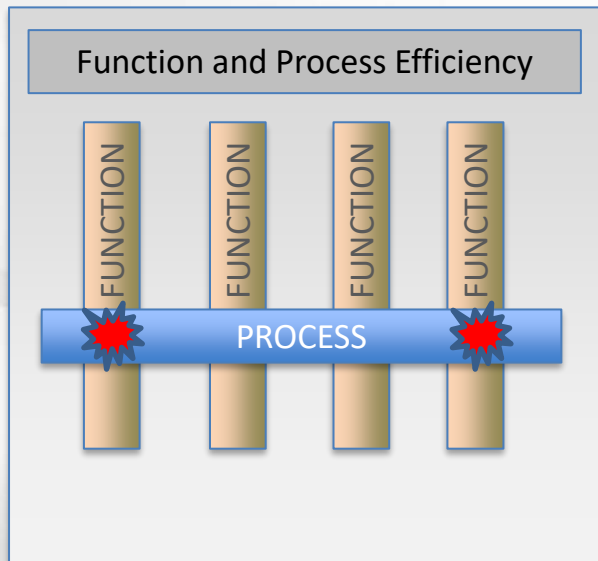 Function and Process Efficiency
FUNCTION
FUNCTION
FUNCTION
FUNCTION
PROCESS